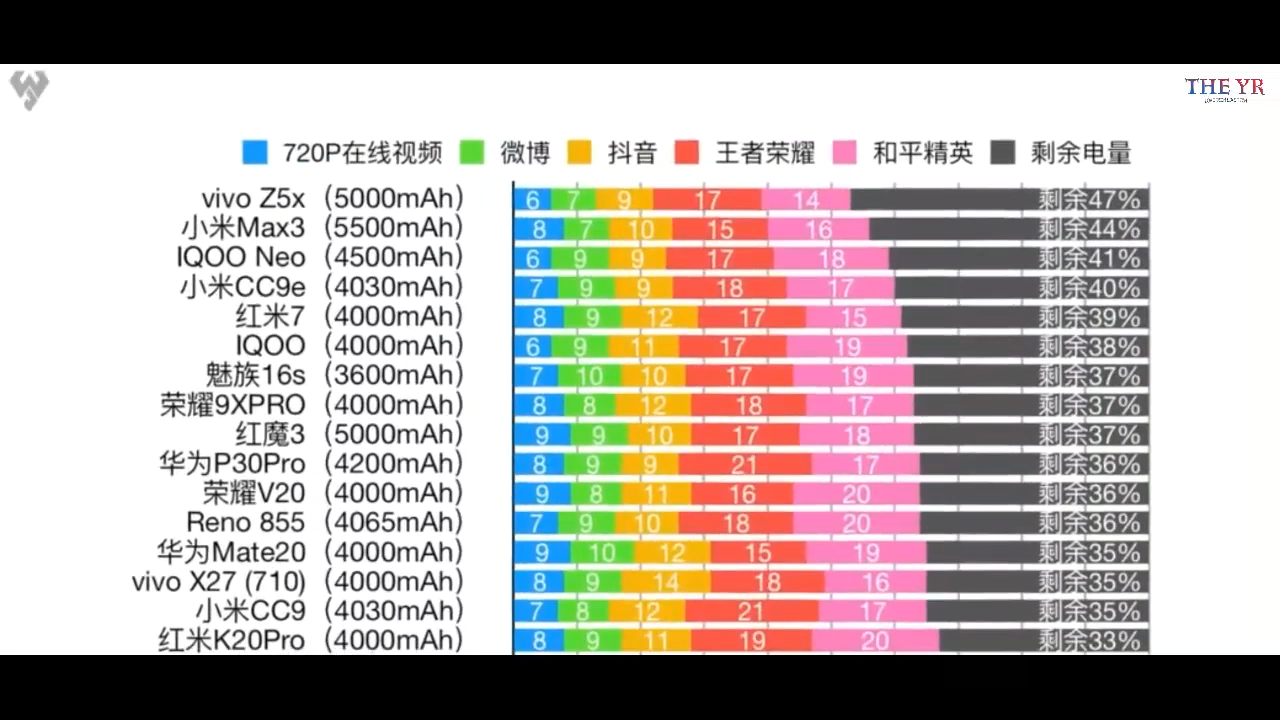 THE YR
720P在线视频 微博 抖音 王者荣耀 和平精英 剩余电量
vivo Z5x (5000mAh) 6 7 9 17 14 剩余47%
小米Max3 (5500mAh) 8 7 10 15 16 剩余44%
IQOO Neo (4500mAh) 6 9 9 17 18 剩余41%
小米CC9e (4030mAh) 7 9 9 18 17 剩余40%
红米7 (4000mAh) 8 9 12 17 15 剩余39%
IQOO (4000mAh) 6 9 11 17 19 剩余38%
魅族16s (3600mAh) 7 10 10 17 19 剩余37%
荣耀9XPRO (4000mAh) 8 8 12 18 17 剩余37%
红魔3 (5000mAh) 9 9 10 17 18 剩余37%
华为P30Pro (4200mAh) 8 9 9 21 17 剩余36%
荣耀V20 (4000mAh) 9 8 11 16 20 剩余36%
Reno 855 (4065mAh) 7 9 10 18 20 剩余36%
华为Mate20 (4000mAh) 9 10 12 15 19 剩余35%
vivo X27 (710) (4000mAh) 8 9 14 18 16 剩余35%
小米CC9 (4030mAh) 7 8 12 21 17 剩余35%
红米K20Pro (4000mAh) 8 9 11 19 20 剩余33%